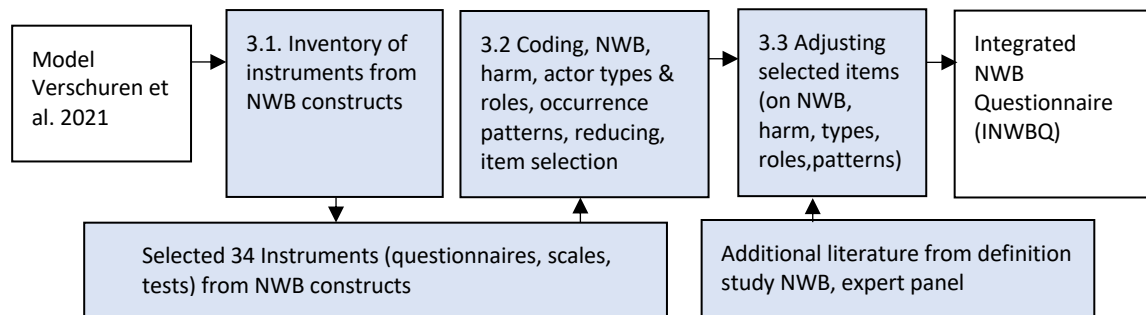 Model
Verschuren et
al. 2021
3.1. Inventory of
instruments from
NWB constructs
3.2 Coding, NWB,
harm, actor types &
roles, occurrence
patterns, reducing,
item selection
3.3 Adjusting
selected items
(on NWB,
harm, types,
roles,patterns)
Integrated
NWB
Questionnaire
(INWBQ)
Selected 34 Instruments (questionnaires, scales,
tests) from NWB constructs
Additional literature from definition
study NWB, expert panel